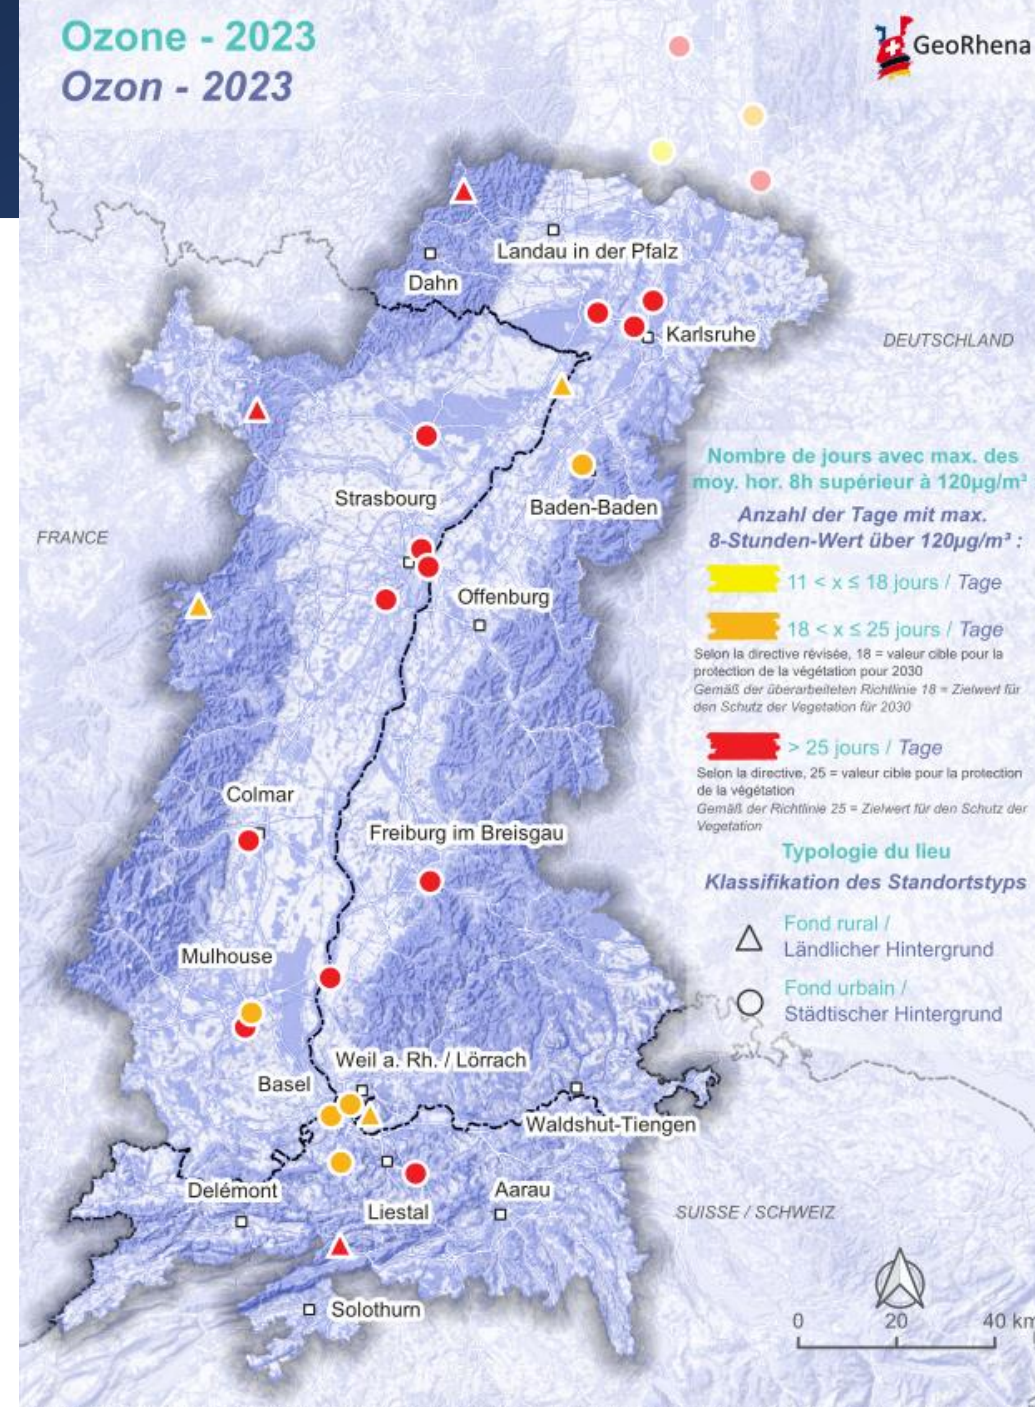 Ozone - 2023
Ozon - 2023
GeoRhena
Landau in der Pfalz
Dahn
Karlsruhe
DEUTSCHLAND
Strasbourg
Baden-Baden
FRANCE
Offenburg
Nombre de jours avec max. des
moy. hor. 8h supérieur à 120µg/m³
Anzahl der Tage mit max.
8-Stunden-Wert über 120µg/m³ :
11 < x ≤ 18 jours / Tage
18 < x ≤ 25 jours / Tage
Selon la directive révisée, 18 = valeur cible pour la
protection de la végétation pour 2030
Gemäß der überarbeiteten Richtlinie 18 = Zielwert für
den Schutz der Vegetation für 2030
> 25 jours / Tage
Selon la directive, 25 = valeur cible pour la protection
de la végétation
Gemäß der Richtlinie 25 = Zielwert für den Schutz der
Vegetation
Typologie du lieu
Klassifikation des Standortstyps
Fond rural /
Ländlicher Hintergrund
Fond urbain /
Städtischer Hintergrund
Colmar
Freiburg im Breisgau
Mulhouse
Weil a. Rh. / Lörrach
Basel
Waldshut-Tiengen
Delémont
Liestal
Aarau
SUISSE / SCHWEIZ
Solothurn
0 20 40 km